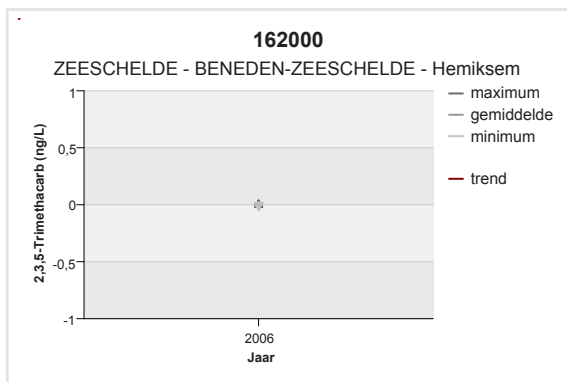 162000
ZEESCHELDE - BENEDEN-ZEESCHELDE - Hemiksem
2,3,5-Trimethacarb (ng/L)
1
0,5
0
-0,5
-1
2006
Jaar
maximum
gemiddelde
minimum
trend